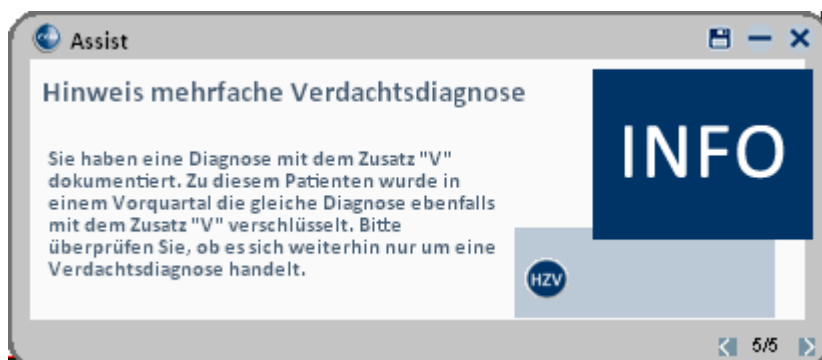 Assist
Hinweis mehrfache Verdachtsdiagnose
INFO
Sie haben eine Diagnose mit dem Zusatz "V"
dokumentiert. Zu diesem Patienten wurde in
einem Vorquartal die gleiche Diagnose ebenfalls
mit dem Zusatz "V" verschlüsselt. Bitte
überprüfen Sie, ob es sich weiterhin nur um eine
Verdachtsdiagnose handelt.
HZV
5/5